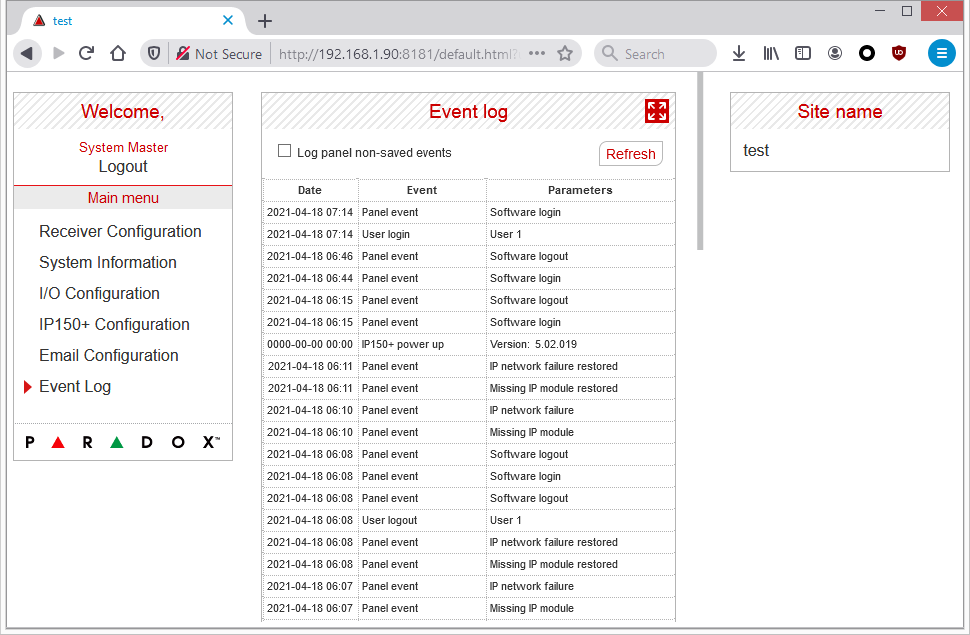 test
Not Secure
http://192.168.1.90:8181/default.html?
Search
Welcome,
System Master
Logout
Main menu
Receiver Configuration
System Information
I/O Configuration
IP150+ Configuration
Email Configuration
Event Log
P A R A D O X™
Event log
Log panel non-saved events
Refresh
Date Event Parameters
2021-04-18 07:14 Panel event Software login
2021-04-18 07:14 User login User 1
2021-04-18 06:46 Panel event Software logout
2021-04-18 06:44 Panel event Software login
2021-04-18 06:15 Panel event Software logout
2021-04-18 06:15 Panel event Software login
0000-00-00 00:00 IP150+ power up Version: 5.02.019
2021-04-18 06:11 Panel event IP network failure restored
2021-04-18 06:11 Panel event Missing IP module restored
2021-04-18 06:10 Panel event IP network failure
2021-04-18 06:10 Panel event Missing IP module
2021-04-18 06:08 Panel event Software logout
2021-04-18 06:08 Panel event Software login
2021-04-18 06:08 Panel event Software logout
2021-04-18 06:08 User logout User 1
2021-04-18 06:08 Panel event IP network failure restored
2021-04-18 06:08 Panel event Missing IP module restored
2021-04-18 06:07 Panel event IP network failure
2021-04-18 06:07 Panel event Missing IP module
Site name
test